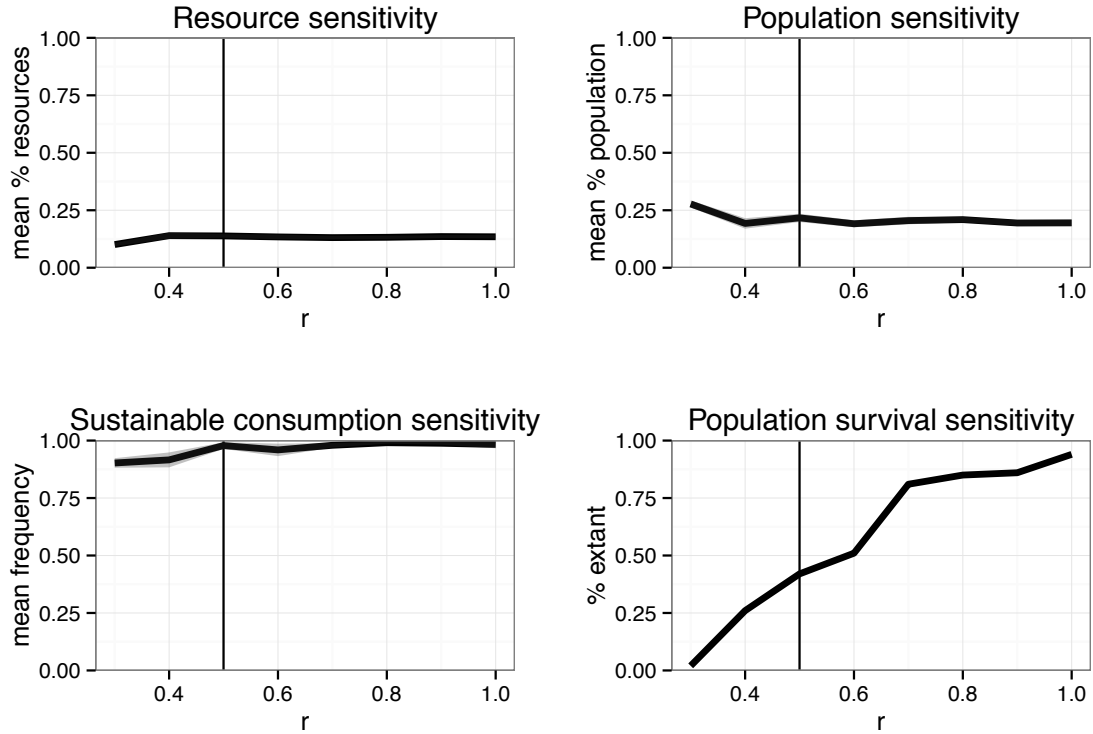 Resource sensitivity
mean % resources
1.00
0.75
0.50
0.25
0.00
0.4 0.6 0.8 1.0
r
Population sensitivity
mean % population
1.00
0.75
0.50
0.25
0.00
0.4 0.6 0.8 1.0
r
Sustainable consumption sensitivity
mean frequency
1.00
0.75
0.50
0.25
0.00
0.4 0.6 0.8 1.0
r
Population survival sensitivity
% extant
1.00
0.75
0.50
0.25
0.00
0.4 0.6 0.8 1.0
r